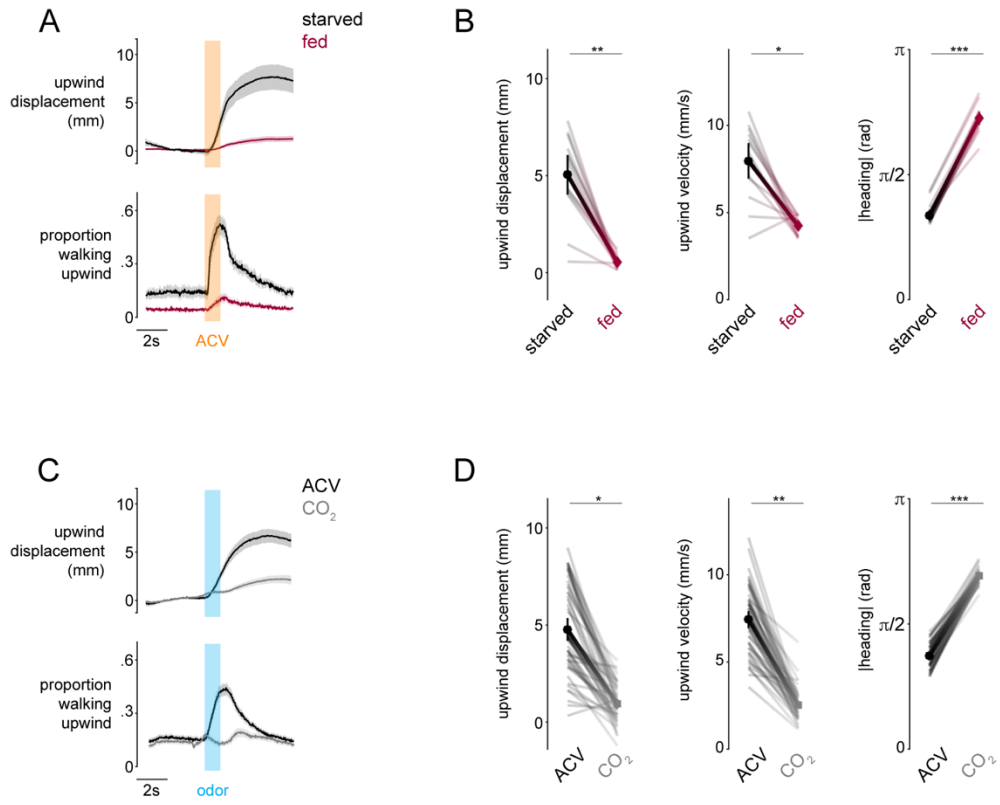 A
starved
fed
upwind
displacement
(mm)
10
5
0
proportion
walking
upwind
.6
.3
0
2s
ACV
B
upwind displacement (mm)
10
5
0
**
starved
fed
upwind velocity (mm/s)
10
5
0
*
starved
fed
|heading| (rad)
π
π/2
0
***
starved
fed
C
ACV
CO₂
upwind
displacement
(mm)
10
5
0
proportion
walking
upwind
.6
.3
0
2s
odor
D
upwind displacement (mm)
10
5
0
*
ACV
CO₂
upwind velocity (mm/s)
10
5
0
**
ACV
CO₂
|heading| (rad)
π
π/2
0
***
ACV
CO₂